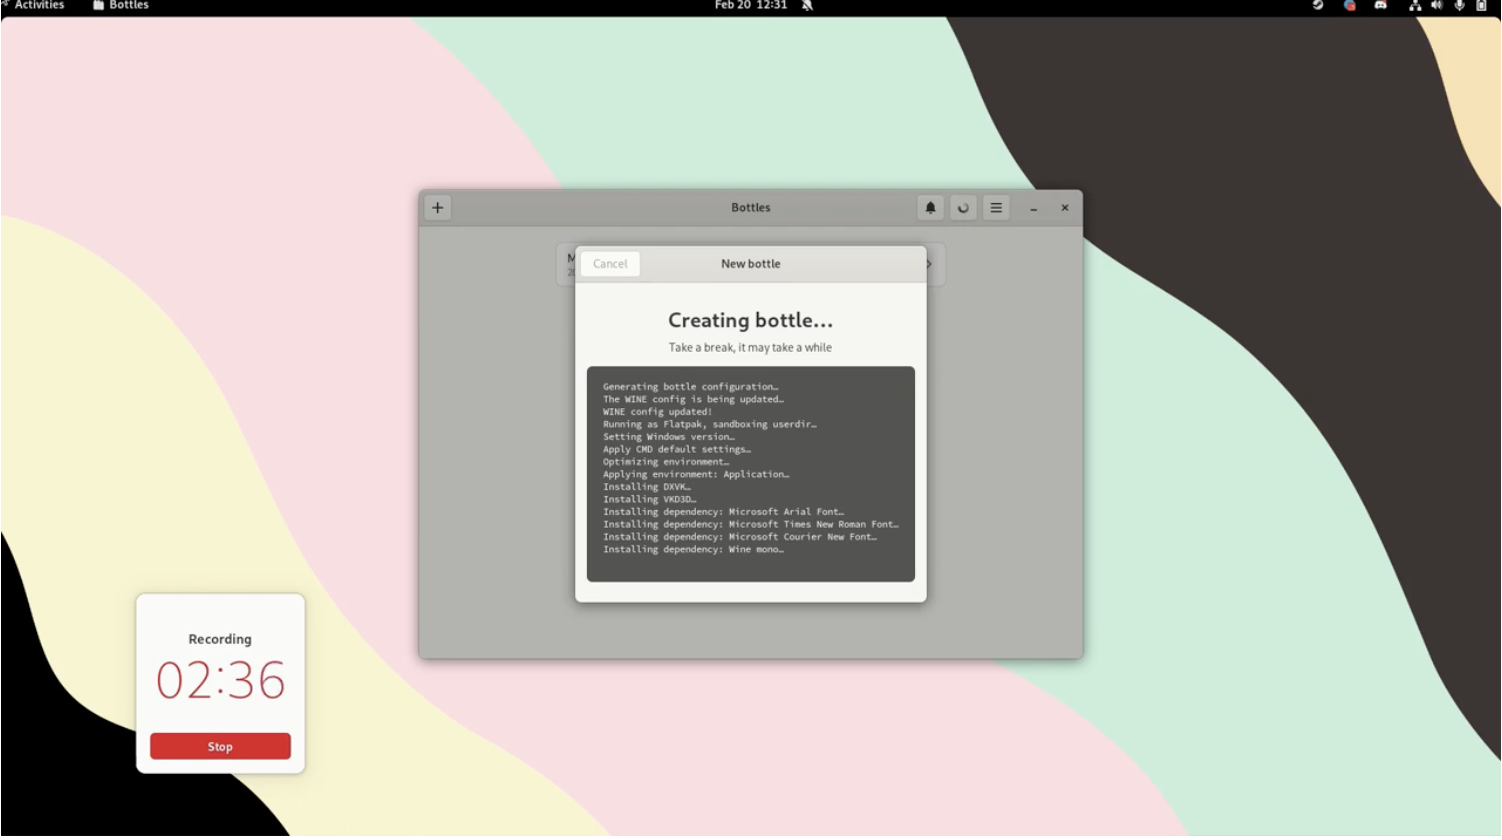 Activities Bottles Feb 20 12:31
Bottles
Cancel New bottle
Creating bottle...
Take a break, it may take a while
Generating bottle configuration…
The WINE config is being updated…
WINE config updated!
Running as Flatpak, sandboxing userdir…
Setting Windows version…
Apply CMD default settings…
Optimizing environment…
Applying environment: Application…
Installing DXVK…
Installing VKD3D…
Installing dependency: Microsoft Arial Font…
Installing dependency: Microsoft Times New Roman Font…
Installing dependency: Microsoft Courier New Font…
Installing dependency: Wine mono…
Recording
02:36
Stop